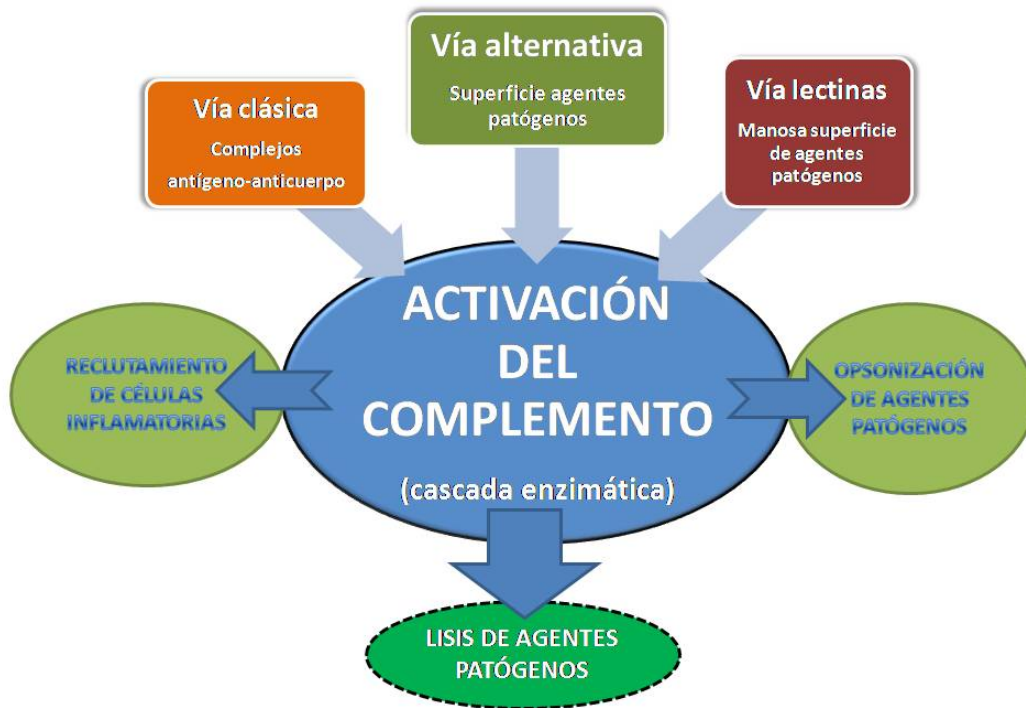 Vía alternativa
Superficie agentes
patógenos
Vía clásica
Complejos
antígeno-anticuerpo
Vía lectinas
Manosa superficie
de agentes
patógenos
ACTIVACIÓN
DEL
COMPLEMENTO
(cascada enzimática)
RECLUTAMIENTO
DE CÉLULAS
INFLAMATORIAS
OPSONIZACIÓN
DE AGENTES
PATÓGENOS
LISIS DE AGENTES
PATÓGENOS